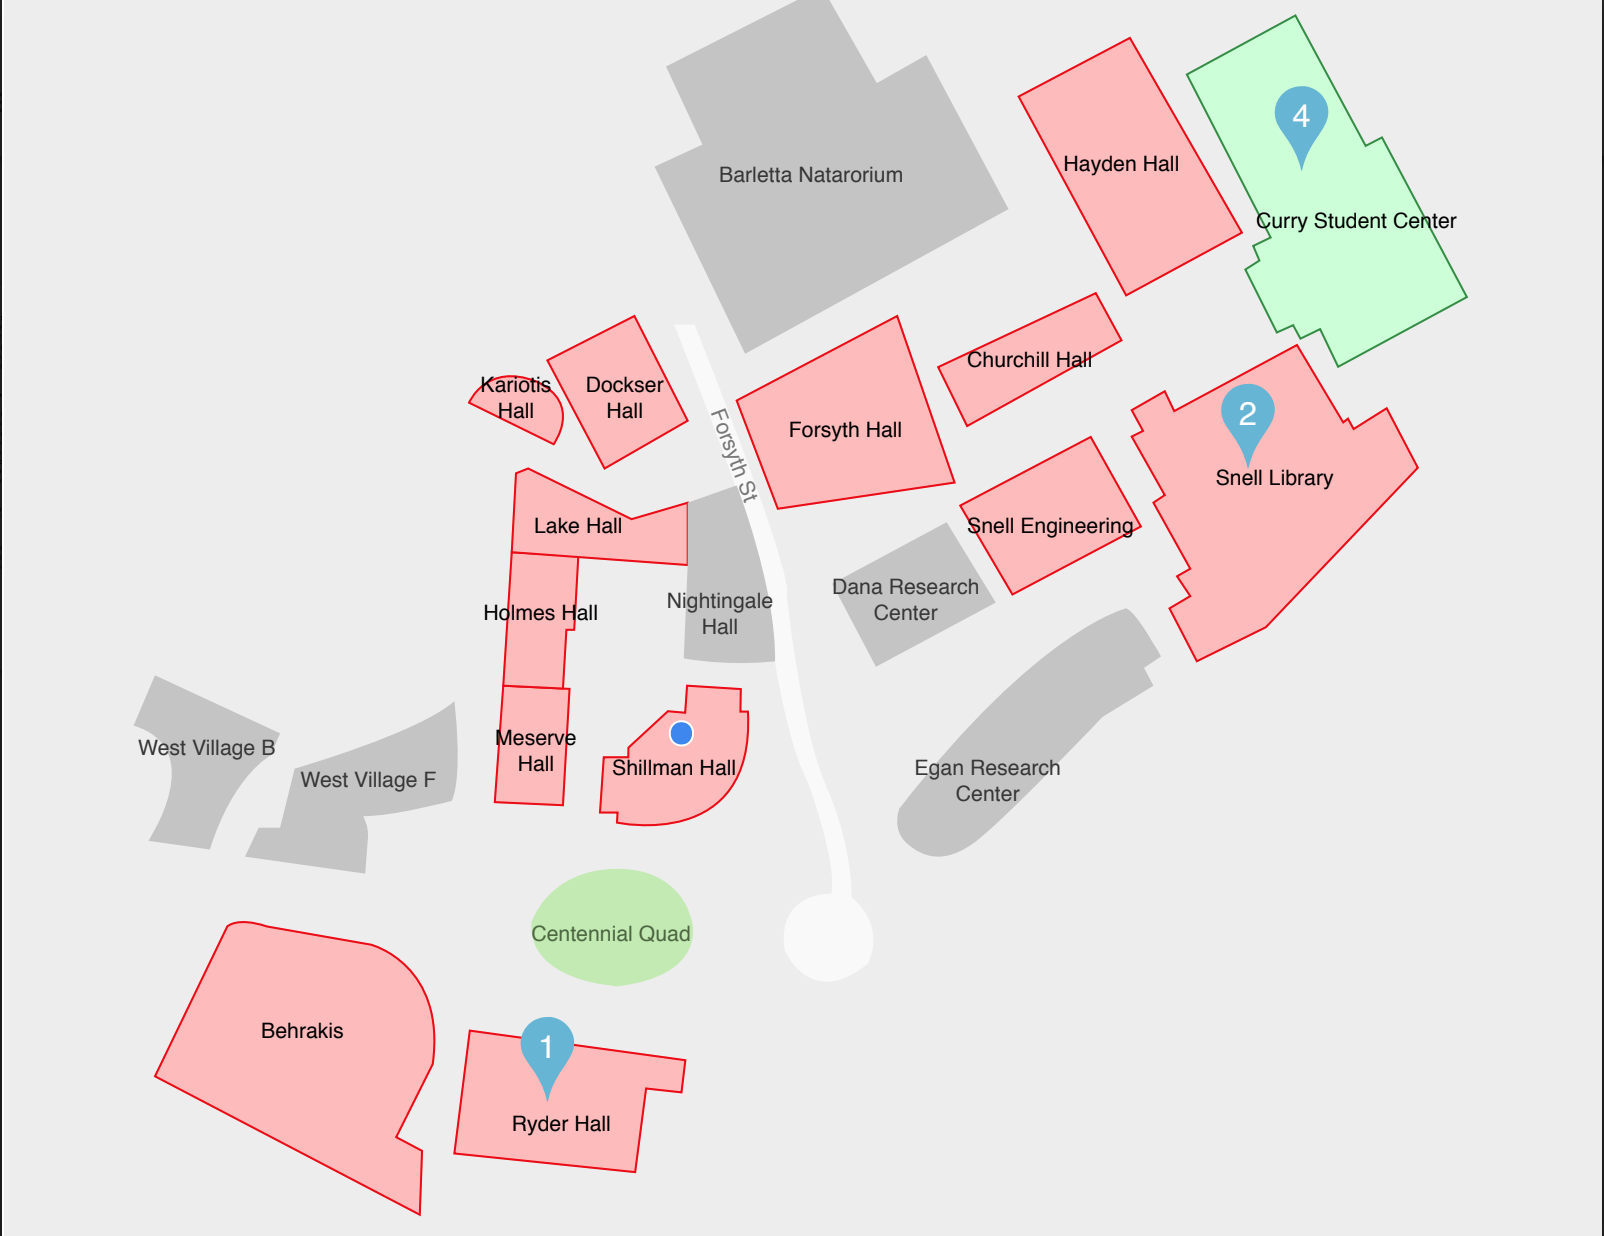 4
Barletta Natarorium
Hayden Hall
Curry Student Center
Churchill Hall
Kariotis
Hall
Dockser
Hall
Forsyth St
Forsyth Hall
2
Snell Library
Lake Hall
Snell Engineering
Dana Research
Center
Nightingale
Hall
Holmes Hall
Meserve
Hall
Shillman Hall
West Village B
West Village F
Egan Research
Center
Centennial Quad
Behrakis
1
Ryder Hall